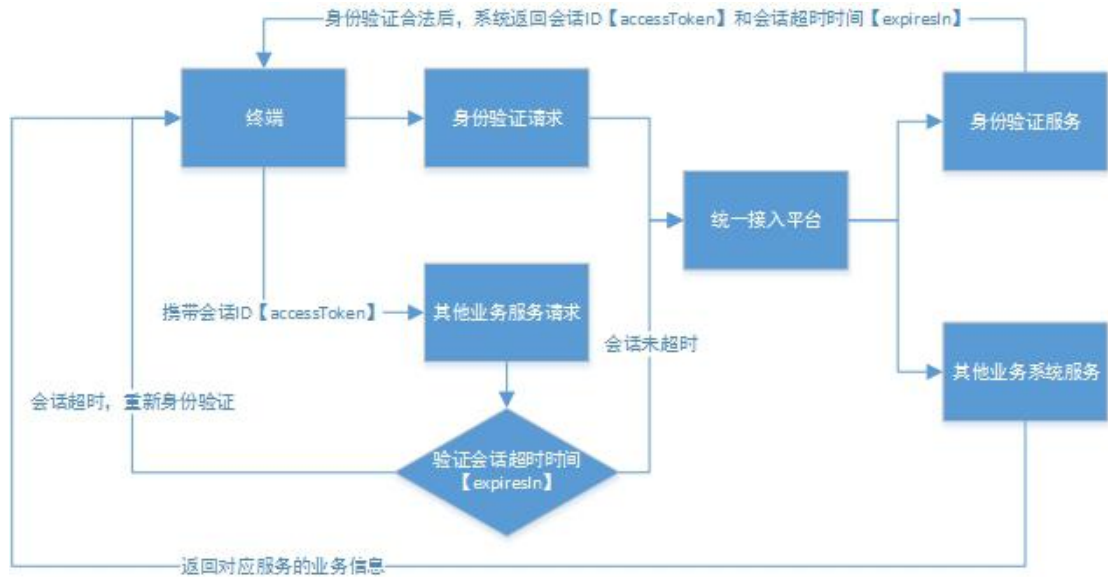 身份验证合法后，系统返回会话ID【accessToken】和会话超时时间【expiresIn】
终端
身份验证请求
身份验证服务
统一接入平台
携带会话ID【accessToken】
其他业务服务请求
会话未超时
其他业务系统服务
会话超时，重新身份验证
验证会话超时时间
【expiresIn】
返回对应服务的业务信息